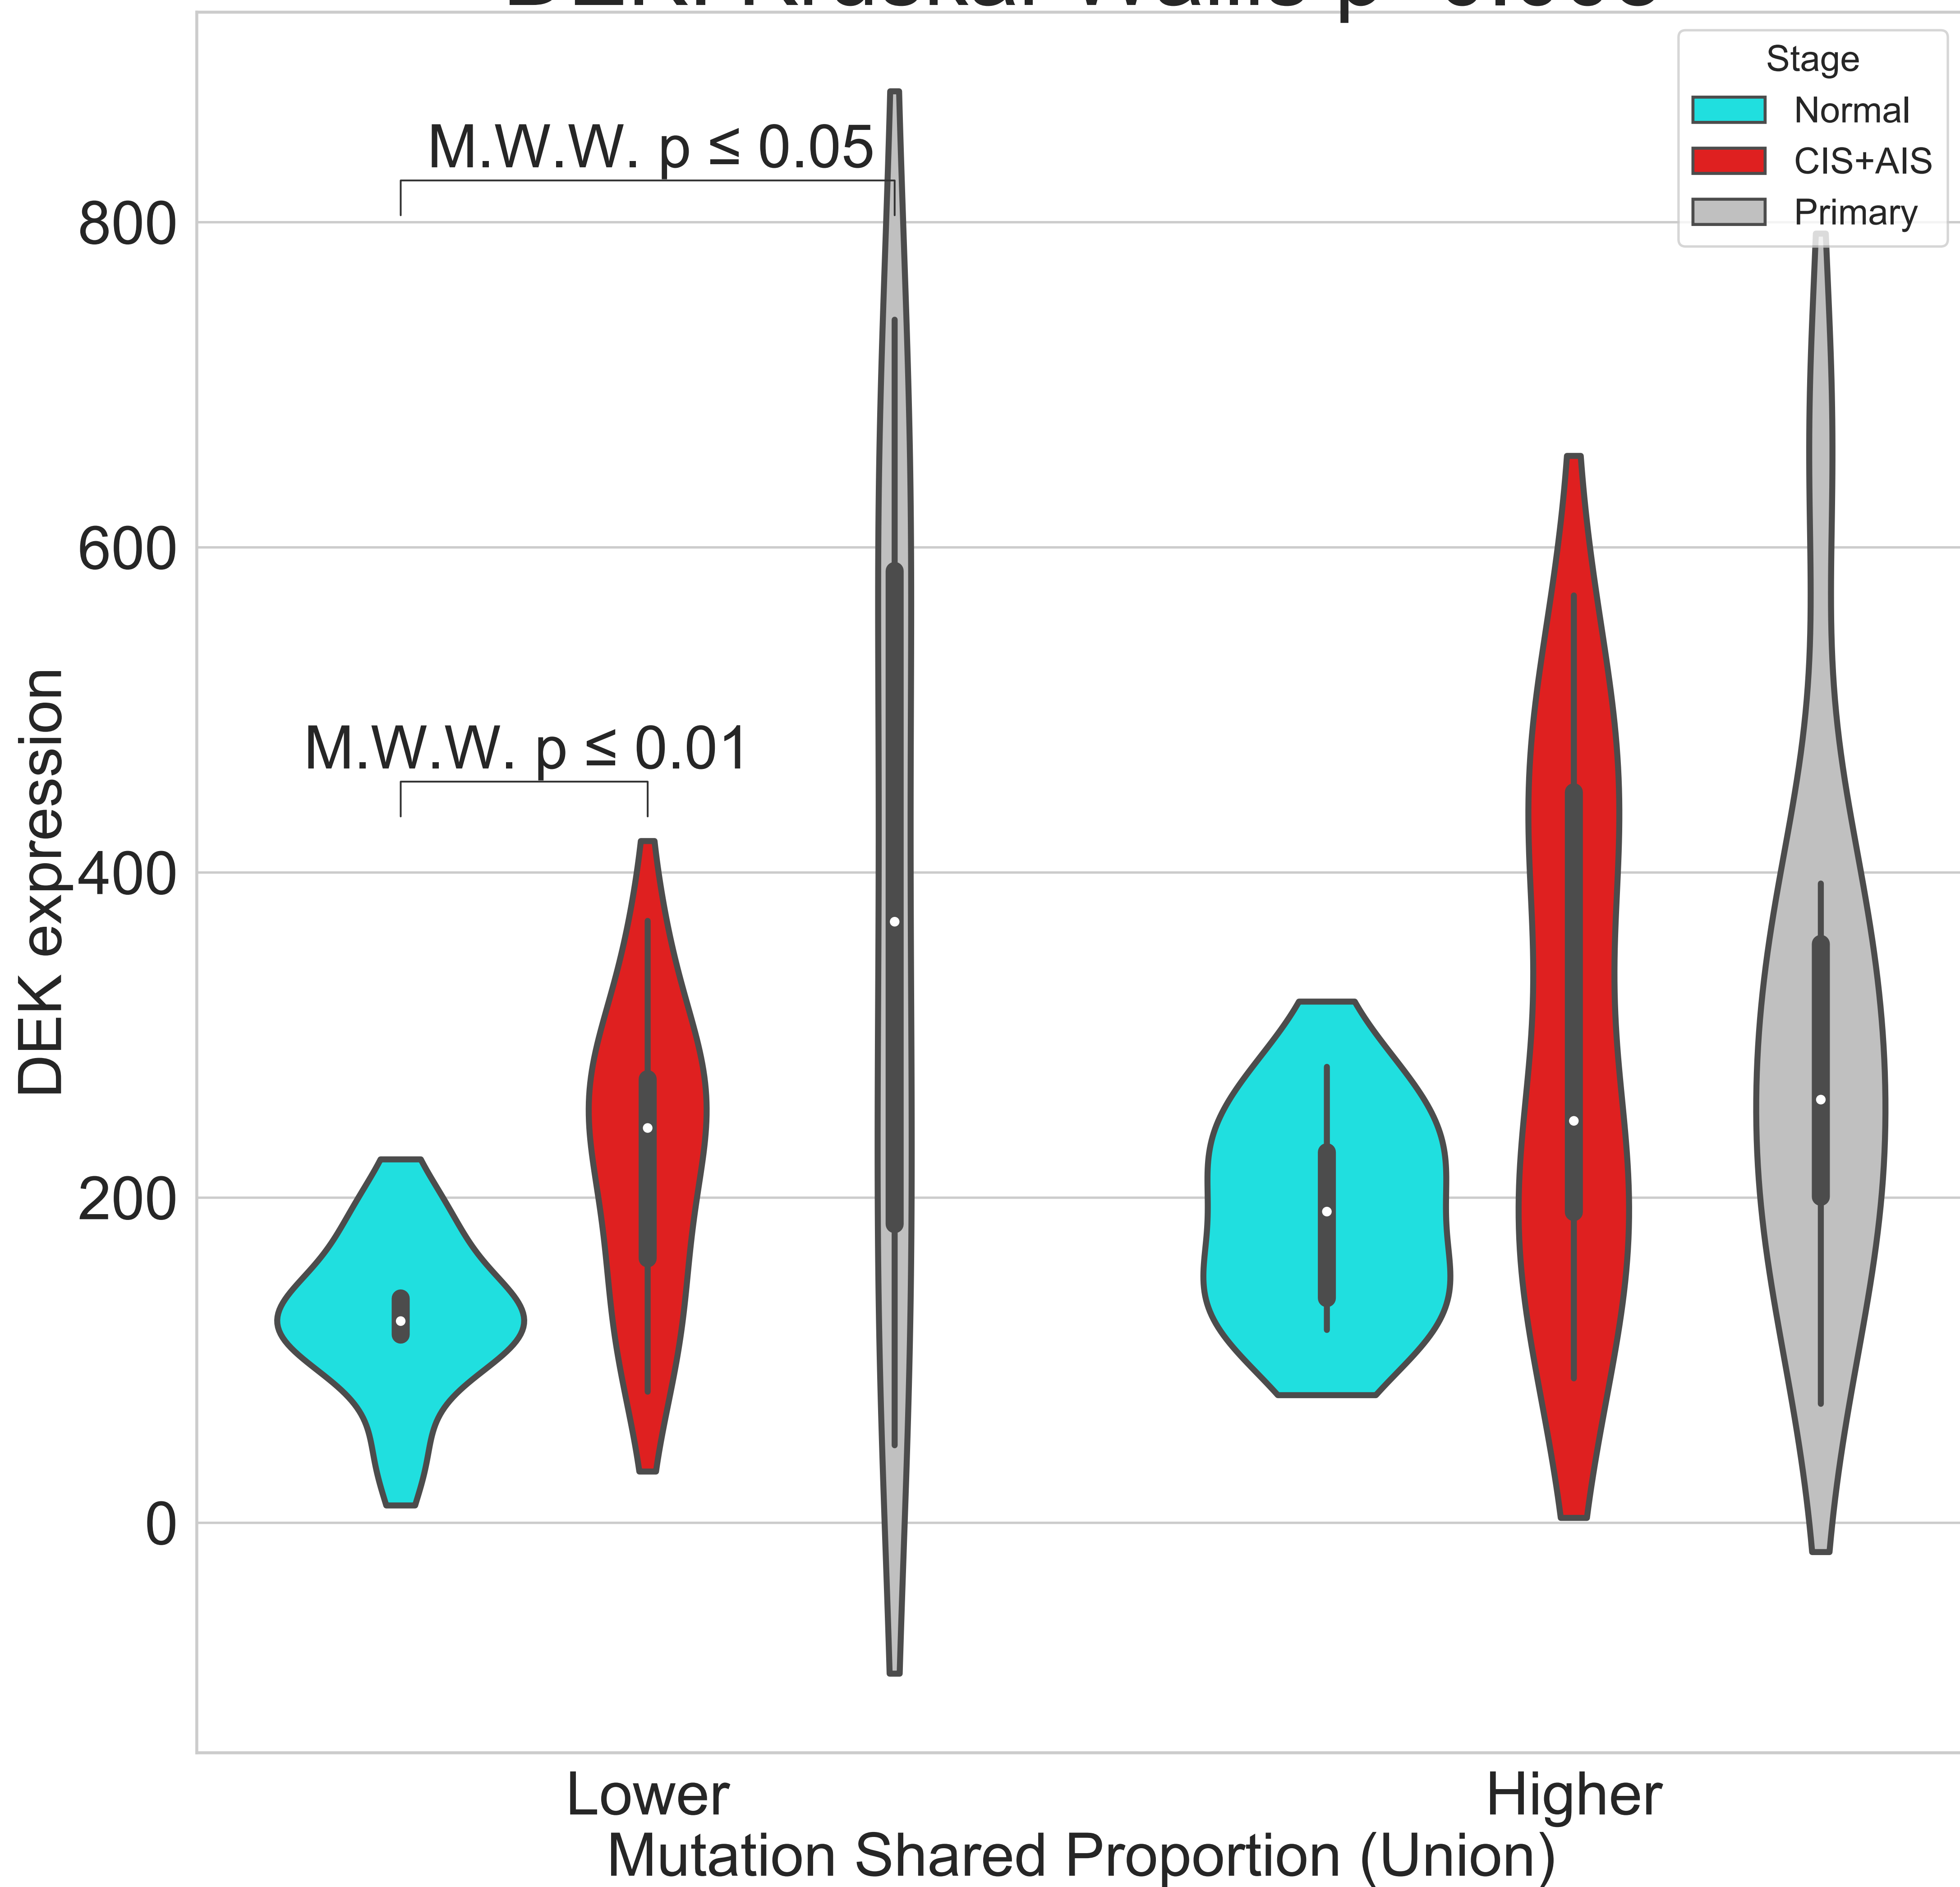 Stage
Normal
CIS+AIS
Primary
M.W.W. p ≤ 0.05
M.W.W. p ≤ 0.01
800
600
400
200
0
DEK expression
Lower
Higher
Mutation Shared Proportion (Union)